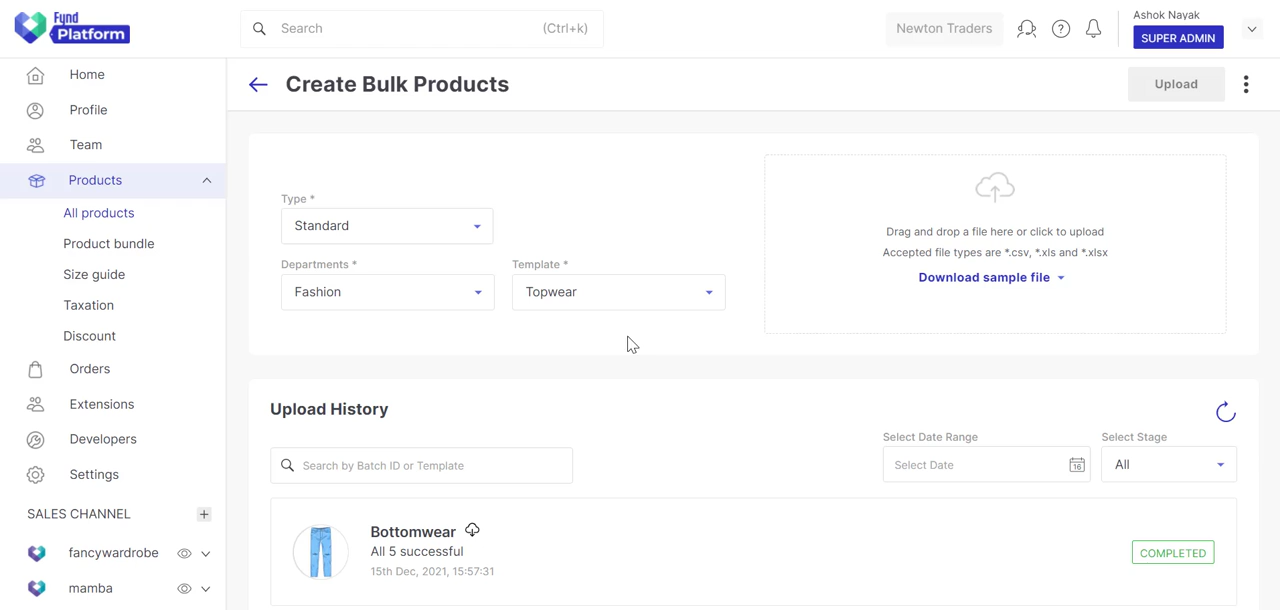 Fynd
Platform
Search (Ctrl+k)
Newton Traders
Ashok Nayak
SUPER ADMIN
Home
Profile
Team
Products
All products
Product bundle
Size guide
Taxation
Discount
Orders
Extensions
Developers
Settings
SALES CHANNEL +
fancywardrobe
mamba
Create Bulk Products
Upload
Type *
Standard
Departments *
Fashion
Template *
Topwear
Drag and drop a file here or click to upload
Accepted file types are *.csv, *.xls and *.xlsx
Download sample file
Upload History
Search by Batch ID or Template
Select Date Range
Select Date
16
Select Stage
All
Bottomwear
All 5 successful
15th Dec, 2021, 15:57:31
COMPLETED